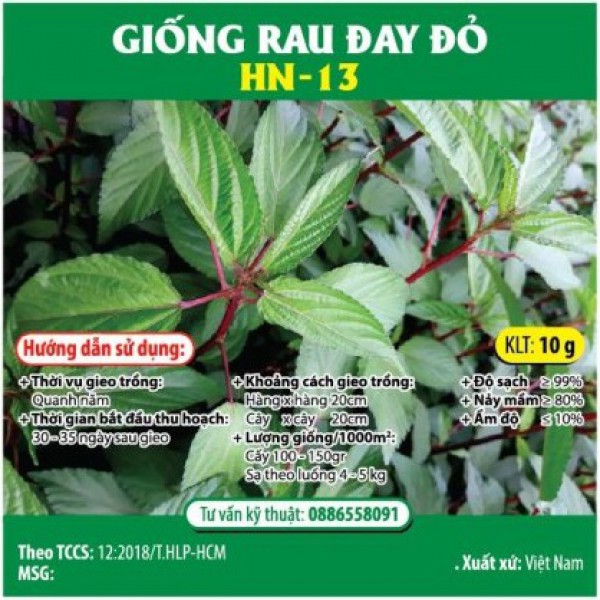 GIỐNG RAU ĐAY ĐỎ
HN-13
Hướng dẫn sử dụng:
KLT: 10 g
+ Thời vụ gieo trồng:
Quanh năm
+ Thời gian bắt đầu thu hoạch:
30 - 35 ngày sau gieo
+ Khoảng cách gieo trồng:
Hàng x hàng 20cm
Cây x cây 20cm
+ Lượng giống/1000m²:
Cấy 100 - 150gr
Sạ theo luống 4 - 5 kg
+ Độ sạch ≥ 99%
+ Nảy mầm ≥ 80%
+ Ẩm độ ≤ 10%
Tư vấn kỹ thuật: 0886558091
Theo TCCS: 12:2018/T.HLP-HCM
MSG:
. Xuất xứ: Việt Nam